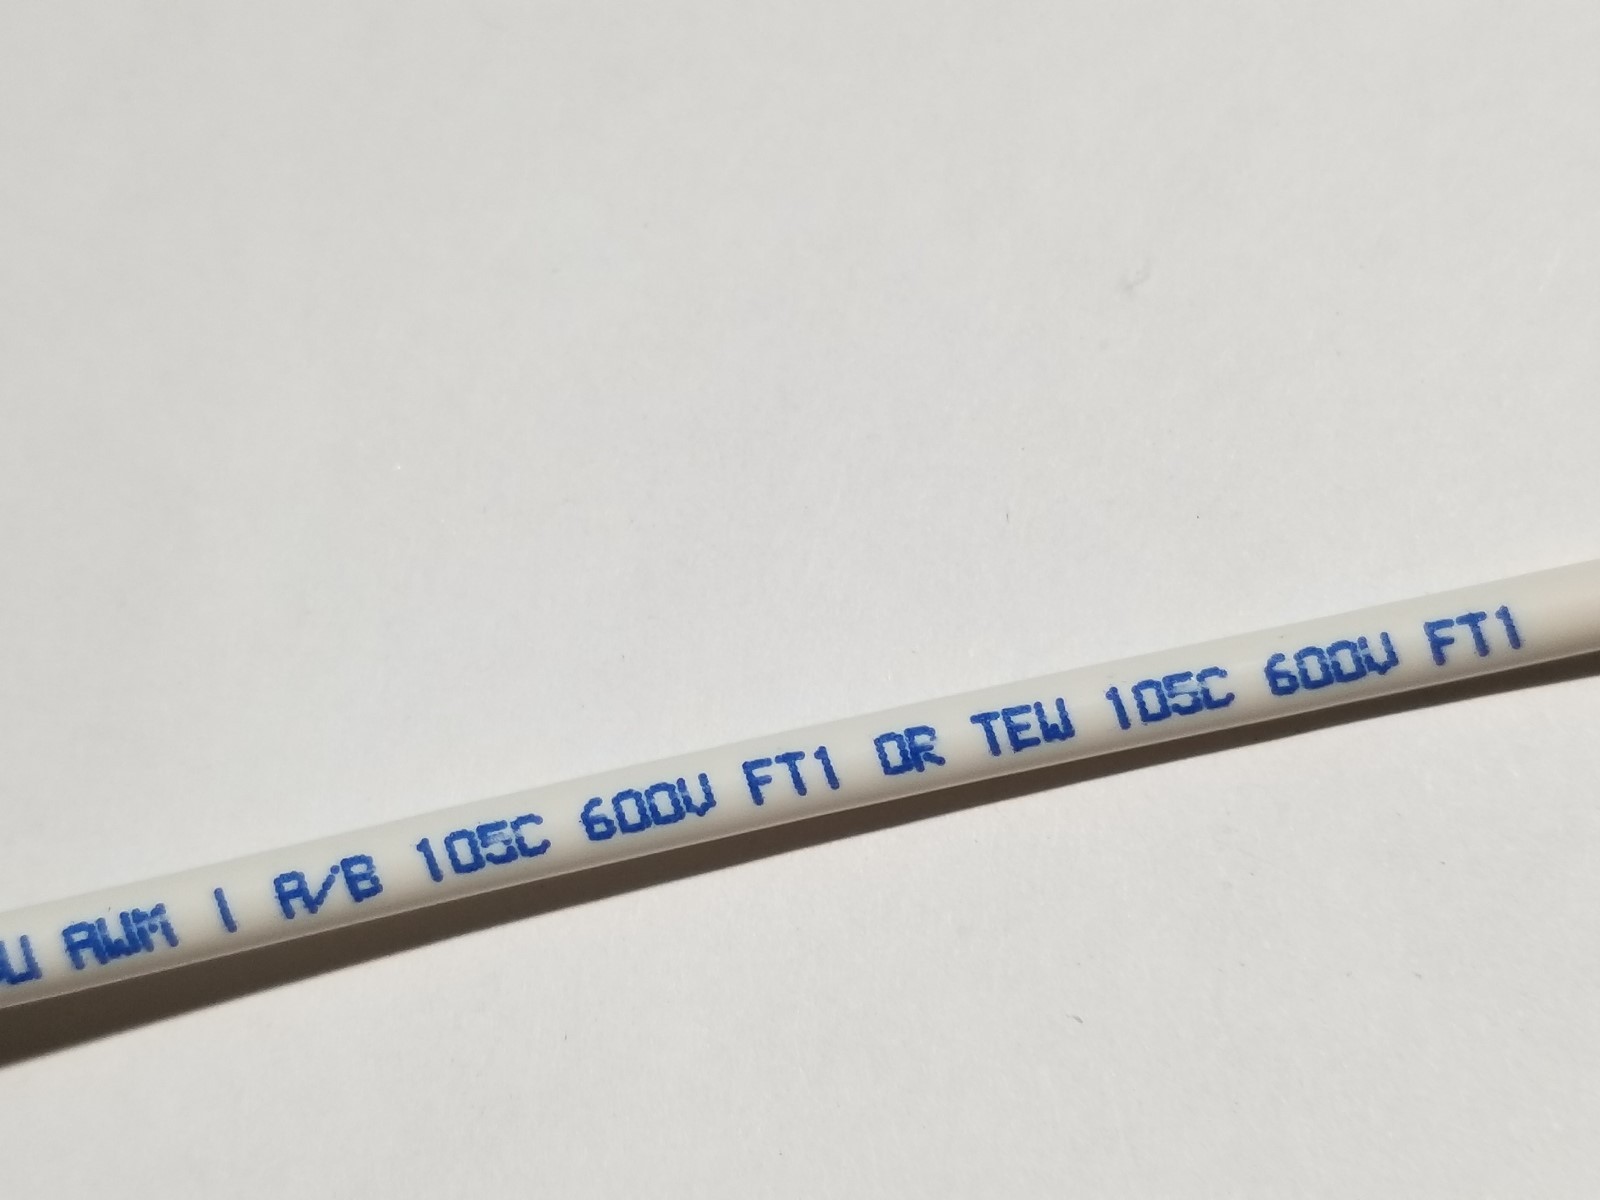 AWM I A/B 105C 600V FT1 OR TEW 105C 600V FT1